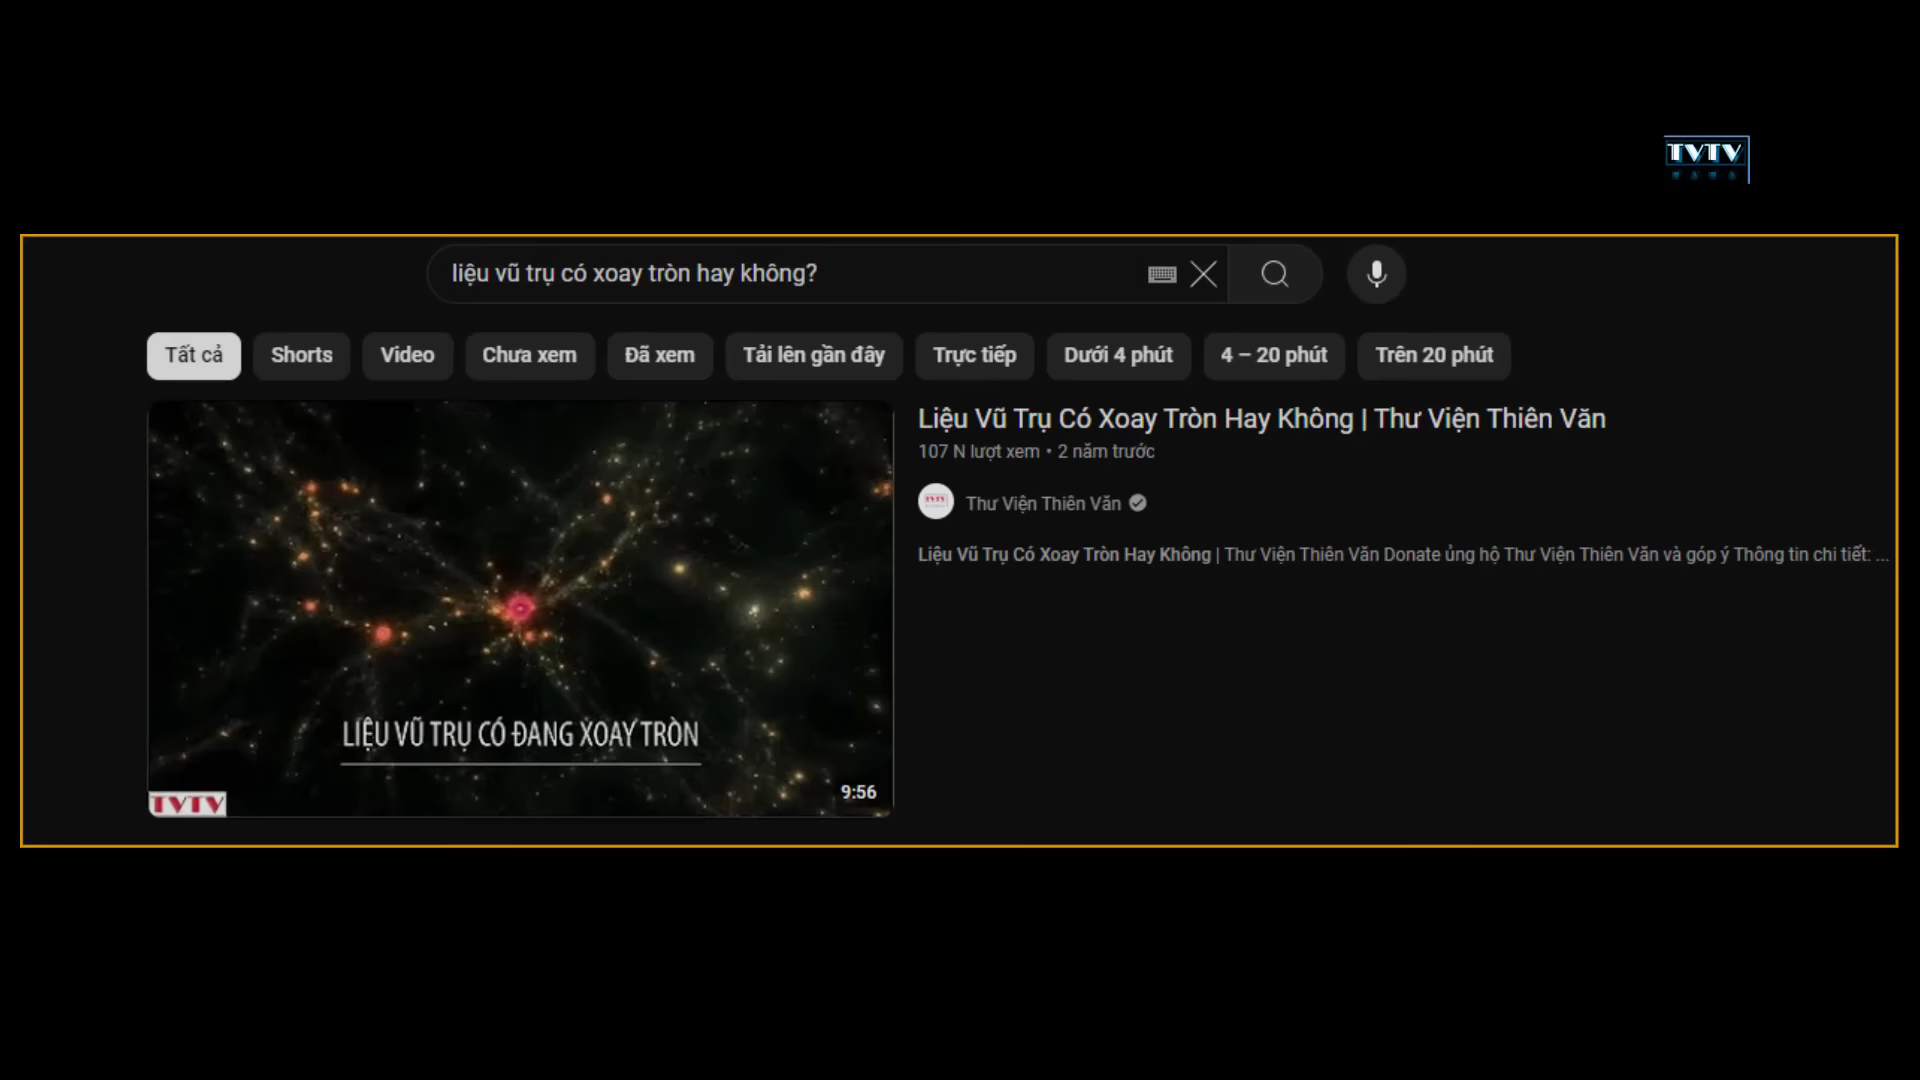 TVTV
liệu vũ trụ có xoay tròn hay không?
Tất cả
Shorts
Video
Chưa xem
Đã xem
Tải lên gần đây
Trực tiếp
Dưới 4 phút
4 – 20 phút
Trên 20 phút
Liệu Vũ Trụ Có Xoay Tròn Hay Không | Thư Viện Thiên Văn
107 N lượt xem • 2 năm trước
TVTV
Thư Viện Thiên Văn
Liệu Vũ Trụ Có Xoay Tròn Hay Không | Thư Viện Thiên Văn Donate ủng hộ Thư Viện Thiên Văn và góp ý Thông tin chi tiết: ...
LIỆU VŨ TRỤ CÓ ĐANG XOAY TRÒN
9:56
TVTV